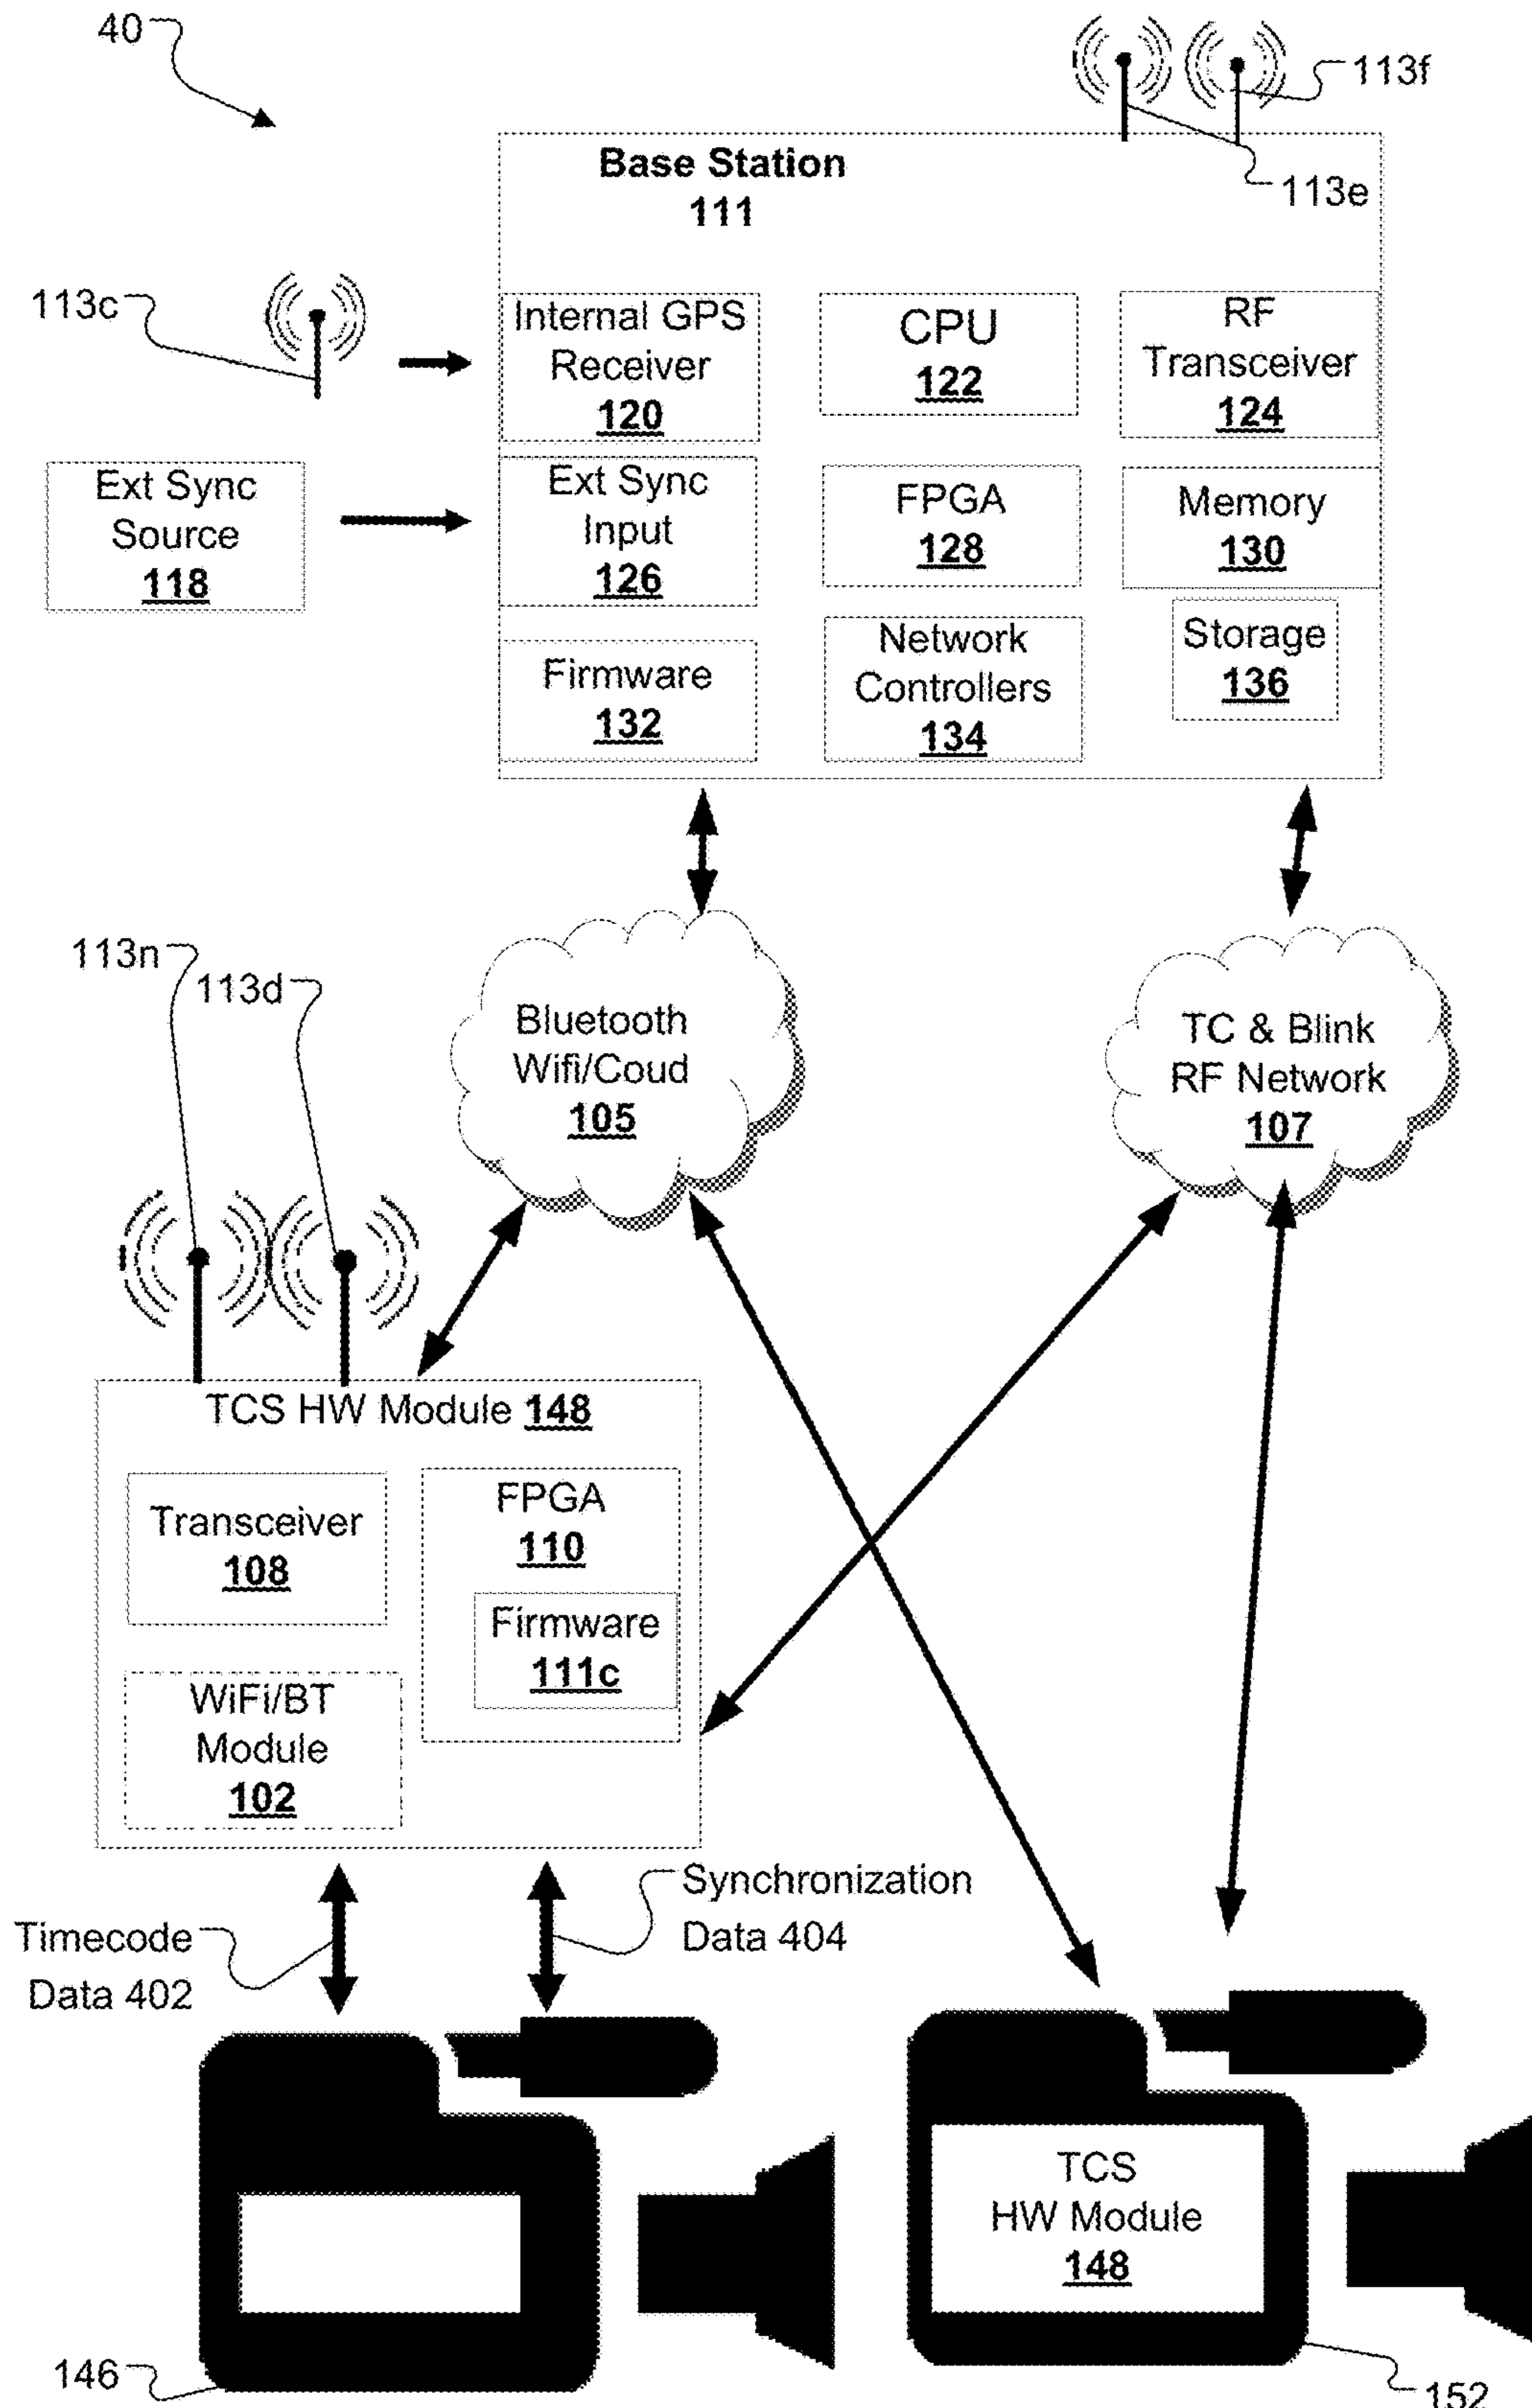 40
113f
Base Station
111
113e
113c
Internal GPS
Receiver
120
CPU
122
RF
Transceiver
124
Ext Sync
Source
118
Ext Sync
Input
126
FPGA
128
Memory
130
Firmware
132
Network
Controllers
134
Storage
136
113n
113d
Bluetooth
Wifi/Coud
105
TC & Blink
RF Network
107
TCS HW Module 148
Transceiver
108
FPGA
110
Firmware
111c
WiFi/BT
Module
102
Timecode
Data 402
Synchronization
Data 404
TCS
HW Module
148
146
152